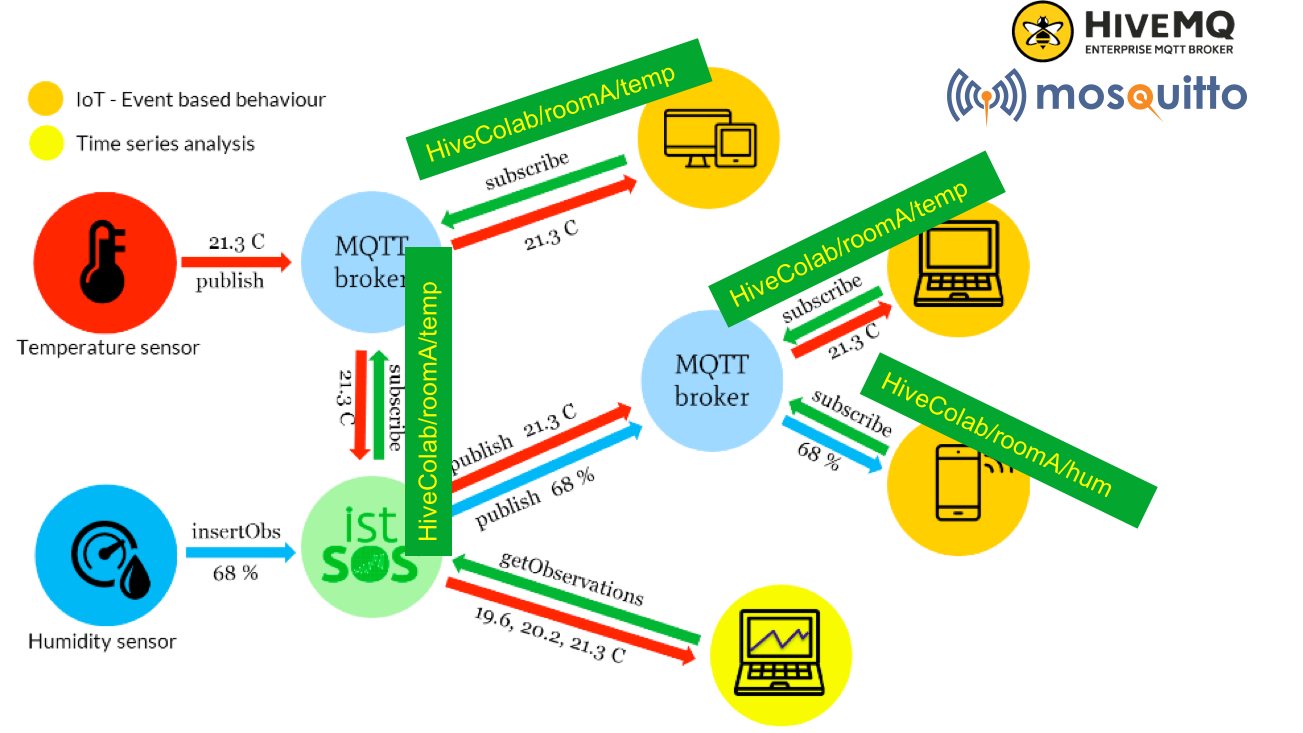 HIVEMQ
ENTERPRISE MQTT BROKER
mosquitto
IoT - Event based behaviour
Time series analysis
HiveColab/roomA/temp
subscribe
21.3 C
21.3 C
publish
MQTT
broker
Temperature sensor
HiveColab/roomA/temp
subscribe
21.3 C
MQTT
broker
HiveColab/roomA/temp
21.3 C
subscribe
HiveColab/roomA/hum
subscribe
68 %
publish 21.3 C
publish 68 %
insertObs
68 %
ist
SOS
Humidity sensor
getObservations
19.6, 20.2, 21.3 C